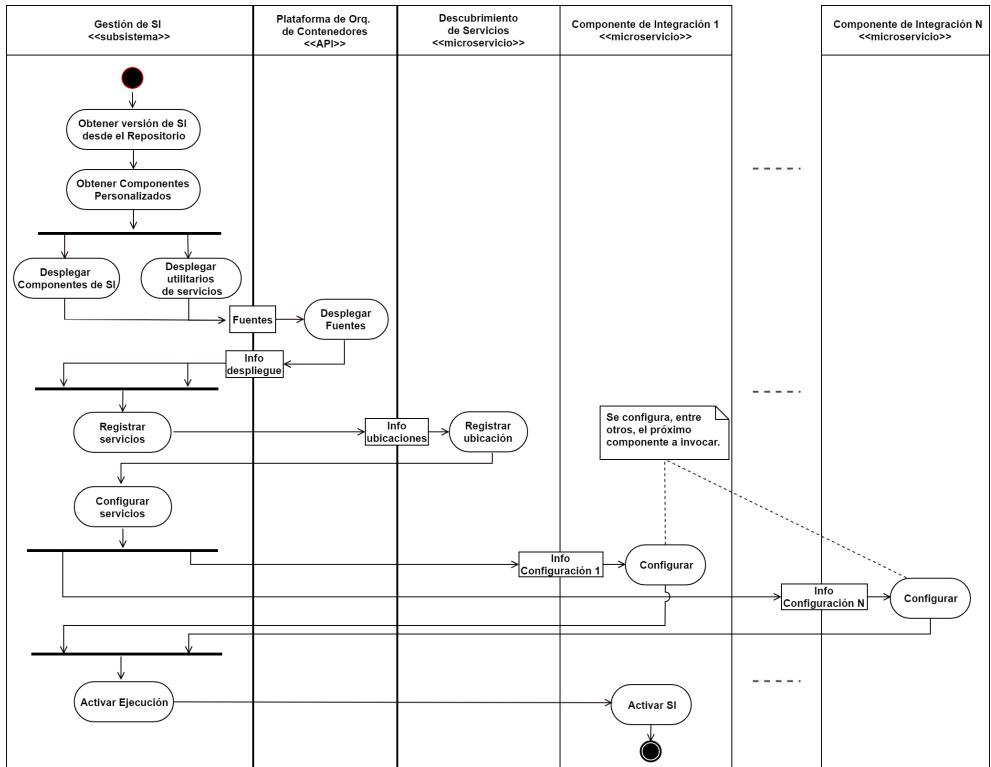 Gestión de SI
<<subsistema>>
Plataforma de Orq.
de Contenedores
<<API>>
Descubrimiento
de Servicios
<<microservicio>>
Componente de Integración 1
<<microservicio>>
Componente de Integración N
<<microservicio>>
Obtener versión de SI
desde el Repositorio
Obtener Componentes
Personalizados
Desplegar
Componentes de SI
Desplegar
utilitarios
de servicios
Fuentes
Desplegar
Fuentes
Info
despliegue
Registrar
servicios
Info
ubicaciones
Registrar
ubicación
Se configura, entre
otros, el próximo
componente a invocar.
Configurar
servicios
Info
Configuración 1
Configurar
Info
Configuración N
Configurar
Activar Ejecución
Activar SI